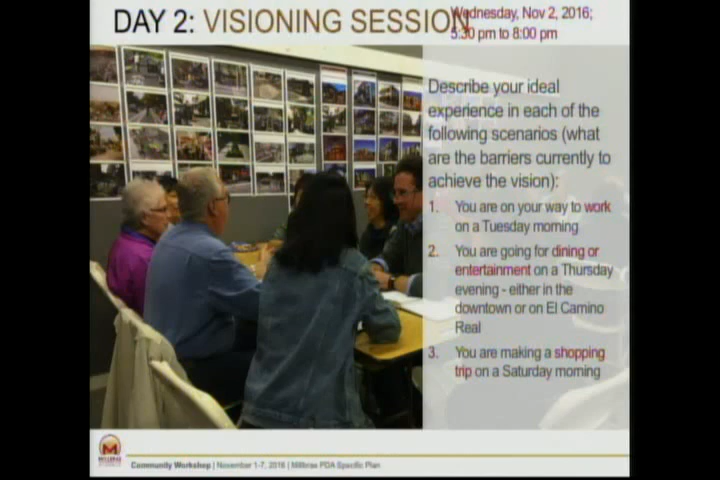 DAY 2: VISIONING SESSION
Wednesday, Nov 2, 2016;
5:30 pm to 8:00 pm
Describe your ideal
experience in each of the
following scenarios (what
are the barriers currently to
achieve the vision):
1. You are on your way to work
on a Tuesday morning
2. You are going for dining or
entertainment on a Thursday
evening - either in the
downtown or on El Camino
Real
3. You are making a shopping
trip on a Saturday morning
Community Workshop | November 1-7, 2016 | Millbrae PDA Specific Plan